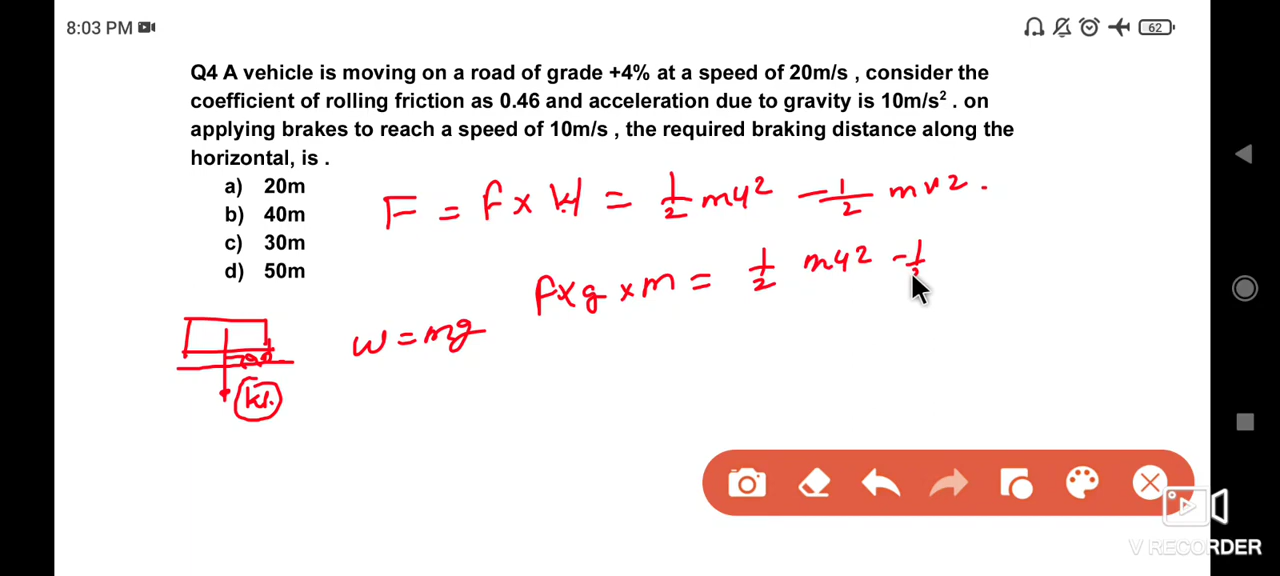 8:03 PM
62
Q4 A vehicle is moving on a road of grade +4% at a speed of 20m/s , consider the
coefficient of rolling friction as 0.46 and acceleration due to gravity is 10m/s² . on
applying brakes to reach a speed of 10m/s , the required braking distance along the
horizontal, is .
a) 20m
b) 40m
c) 30m
d) 50m
F = f x W = 1/2 mu² - 1/2 mv² .
f x g x m = 1/2 mu² - 1/2
W = mg
W.
V RECORDER